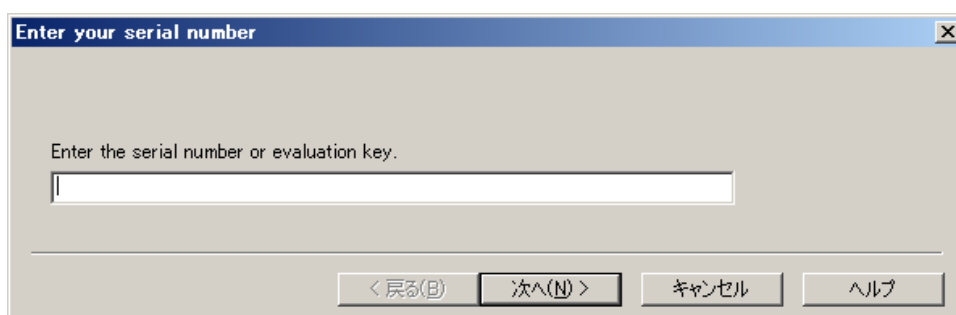 Enter your serial number
Enter the serial number or evaluation key.
< 戻る(B) 次へ(N) > キャンセル ヘルプ